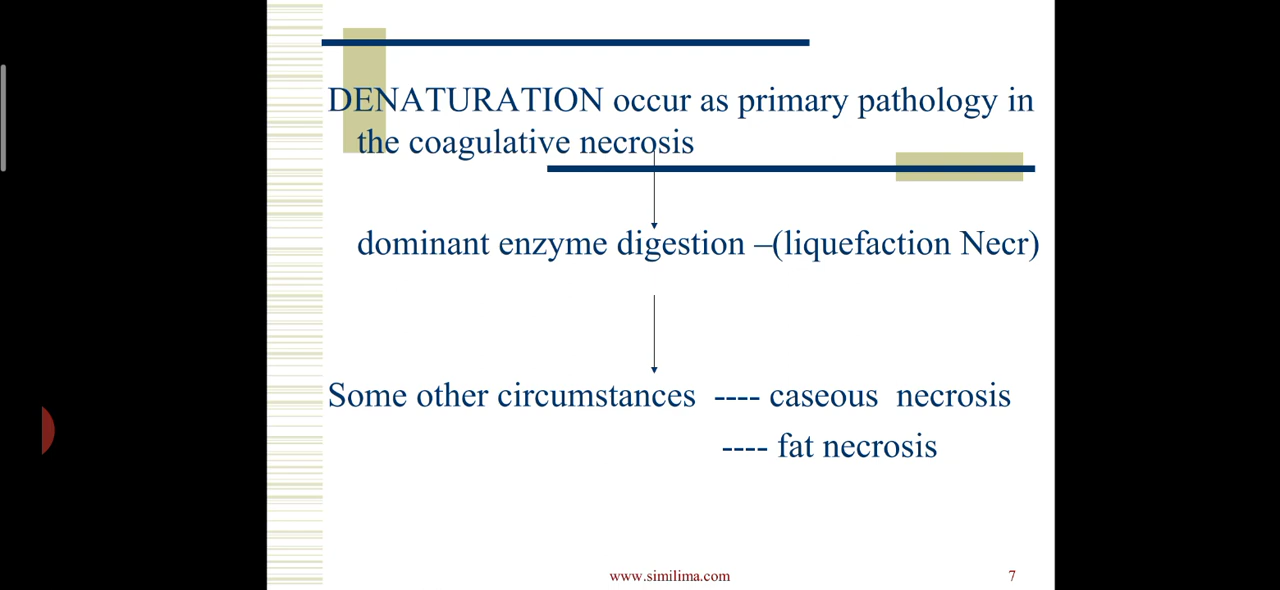 DENATURATION occur as primary pathology in
the coagulative necrosis
dominant enzyme digestion –(liquefaction Necr)
Some other circumstances ---- caseous necrosis
---- fat necrosis
www.similima.com 7